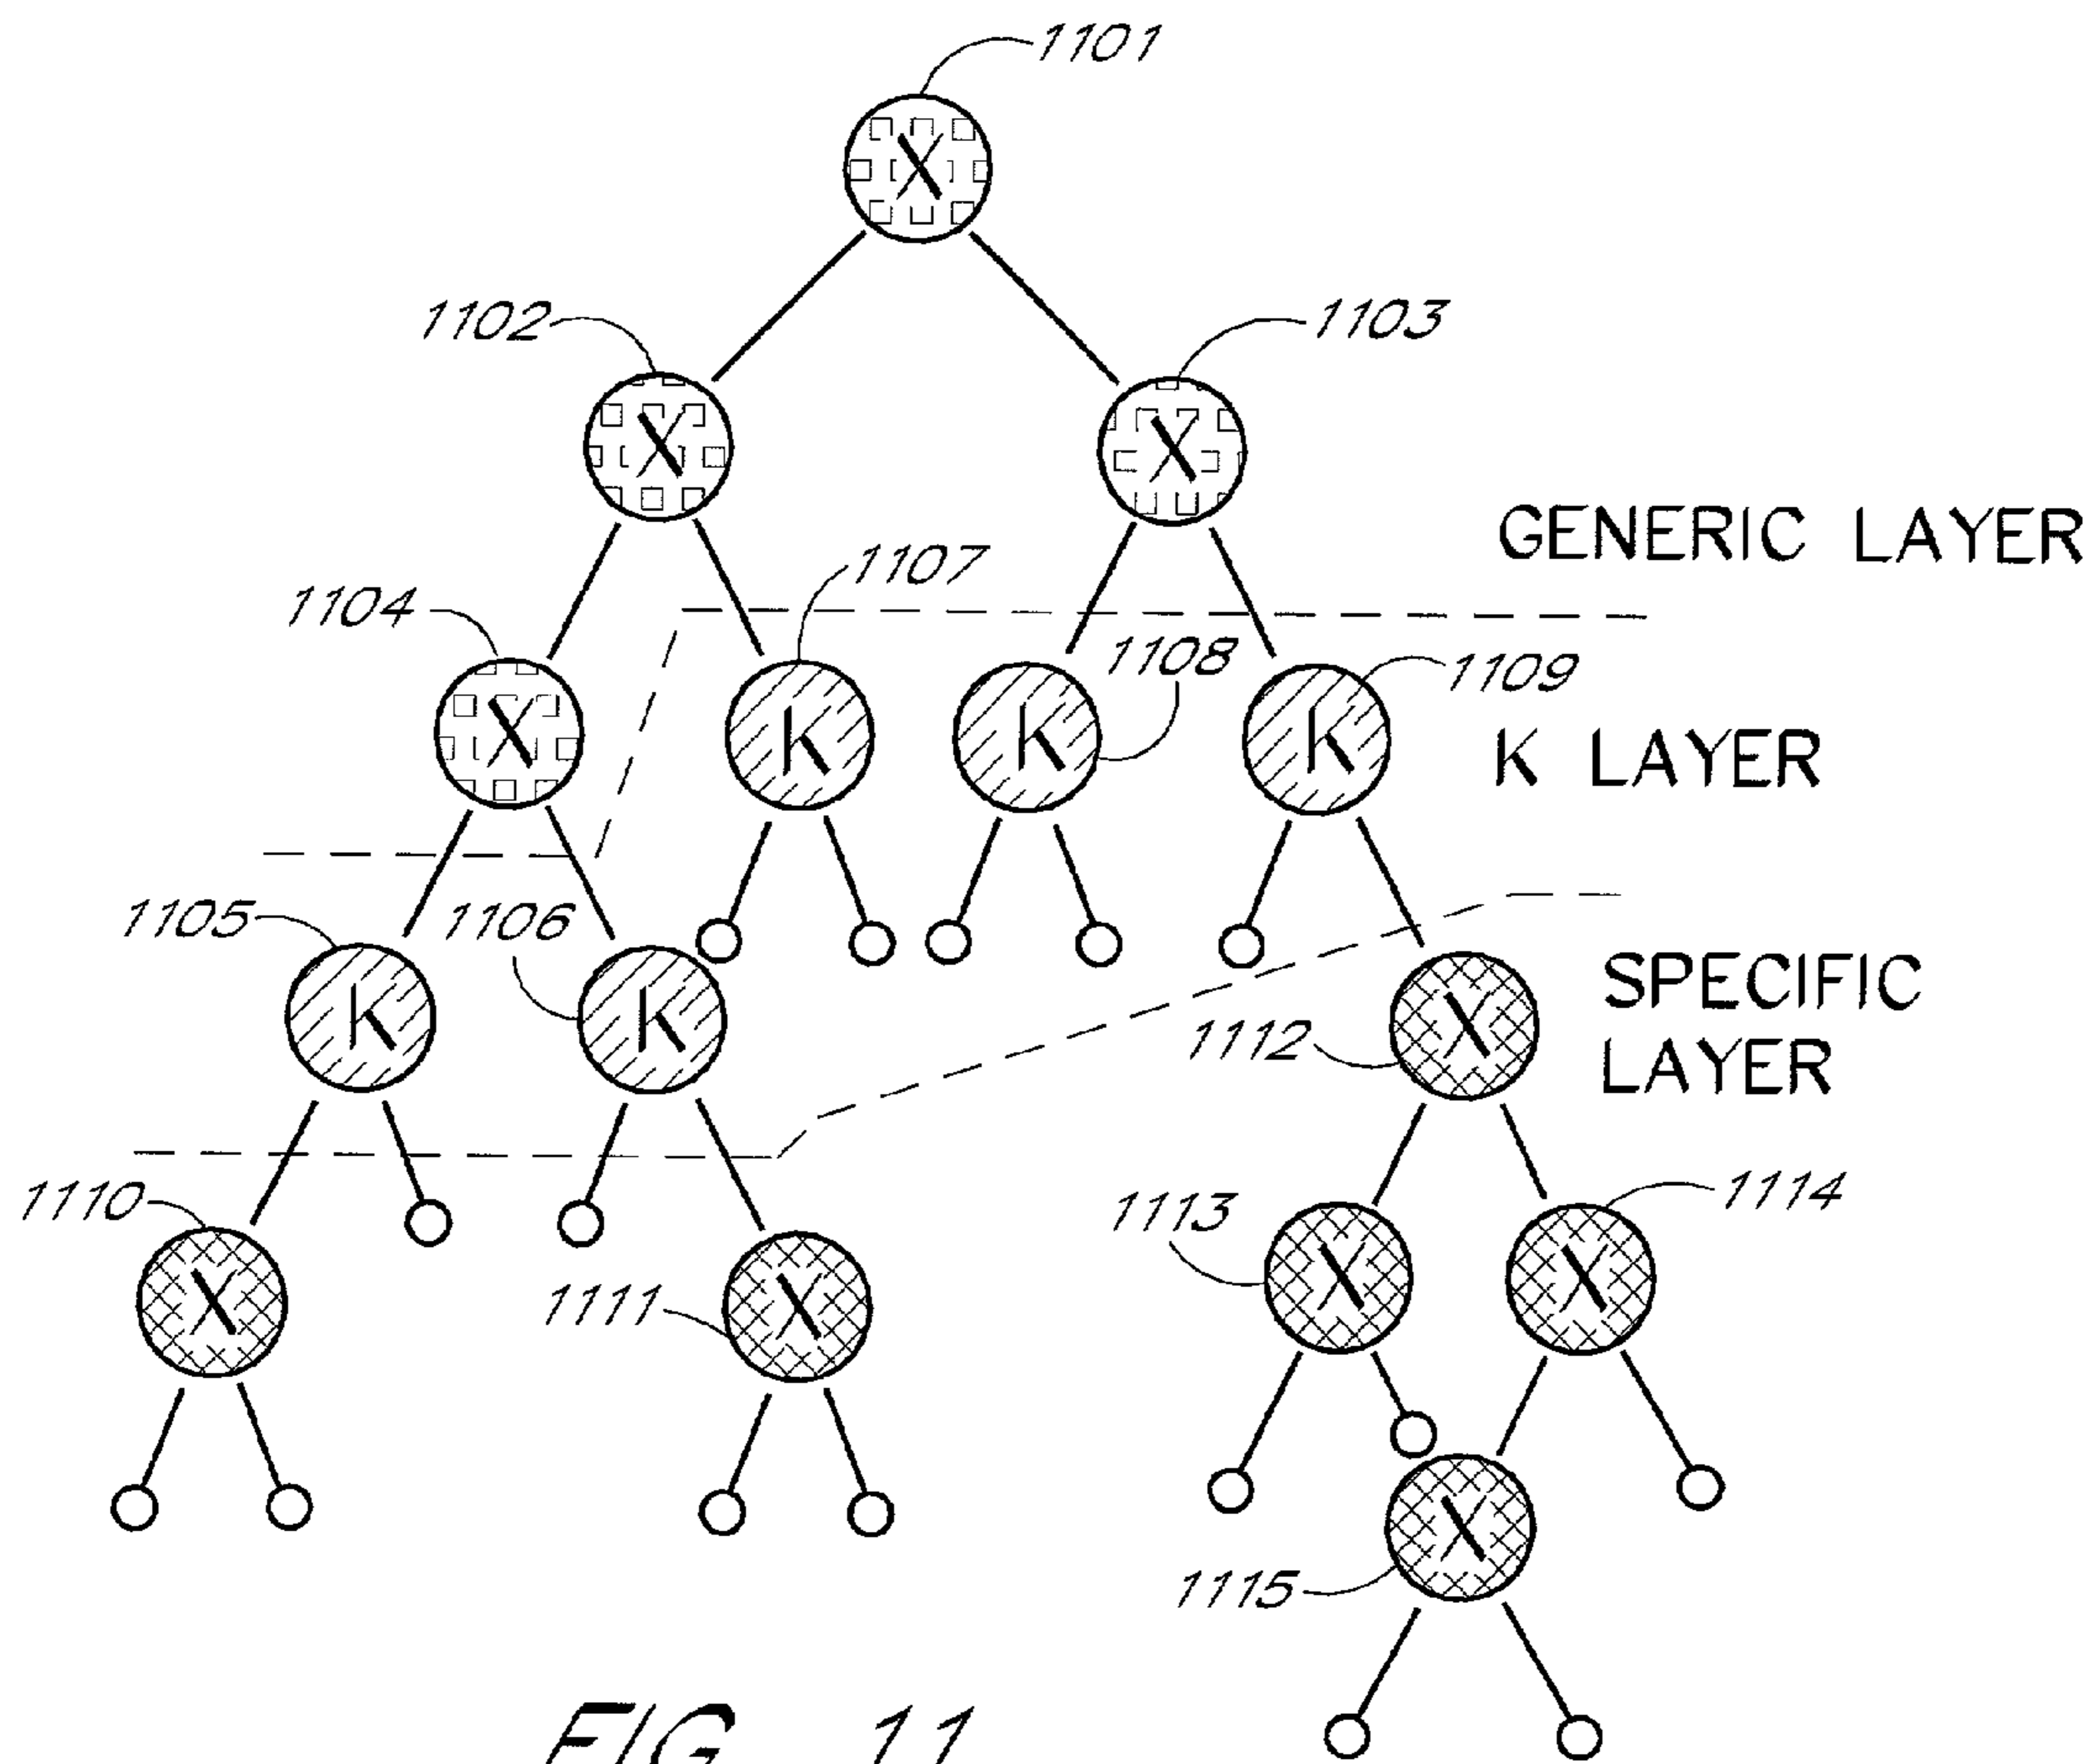 1101
X
1102
1103
X
X
GENERIC LAYER
1107
1104
1108
1109
X
K
K
K
K LAYER
1105
1106
SPECIFIC
LAYER
K
K
1112
X
1110
1113
1114
1111
X
X
X
X
X
1115
FIG. 11